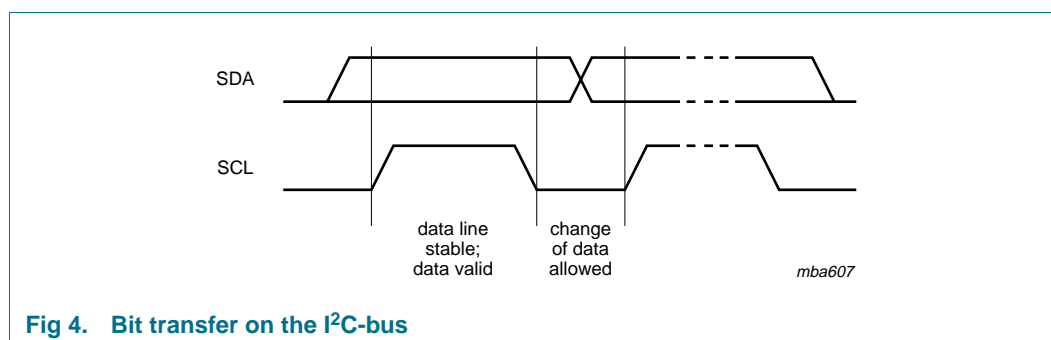 SDA
SCL
data line
stable;
data valid
change
of data
allowed
mba607
Fig 4. Bit transfer on the I²C-bus